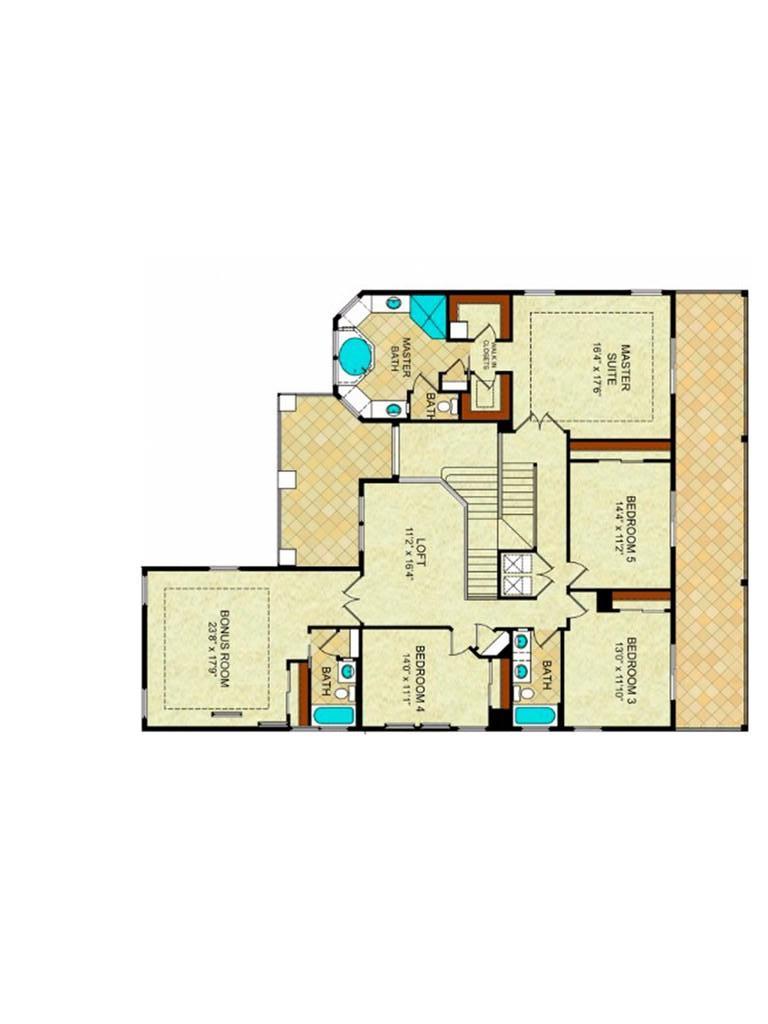 MASTER
SUITE
16'4" x 17'6"
WALK IN
CLOSETS
MASTER
BATH
BATH
BEDROOM 5
14'4" x 11'2"
LOFT
11'2" x 16'4"
BEDROOM 3
13'0" x 11'10"
BATH
BEDROOM 4
14'0" x 11'1"
BATH
BONUS ROOM
23'8" x 17'9"